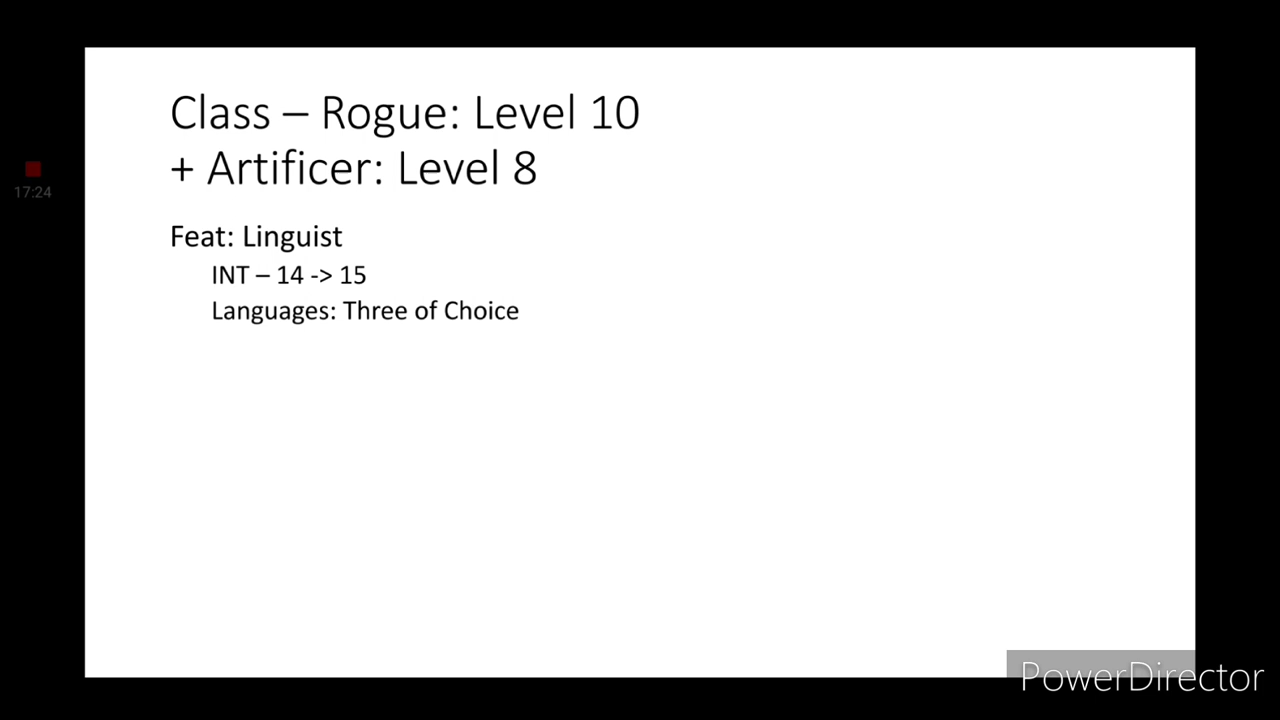 Class – Rogue: Level 10
+ Artificer: Level 8
17:24
Feat: Linguist
INT – 14 -> 15
Languages: Three of Choice
PowerDirector